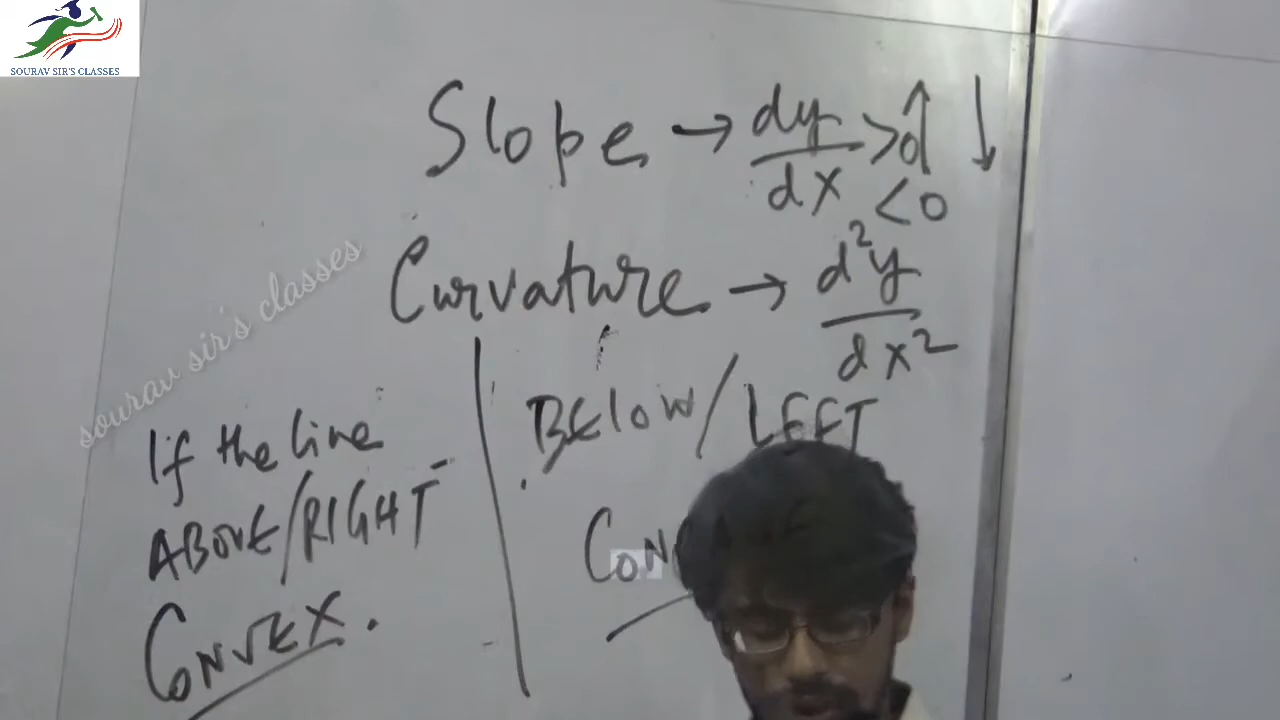 SOURAV SIR'S CLASSES
Slope → dy/dx >0 ↑ ↓
<0
Curvature → d²y/dx²
sourav sir's classes
If the line
ABOVE/RIGHT
CONVEX.
BELOW/LEFT